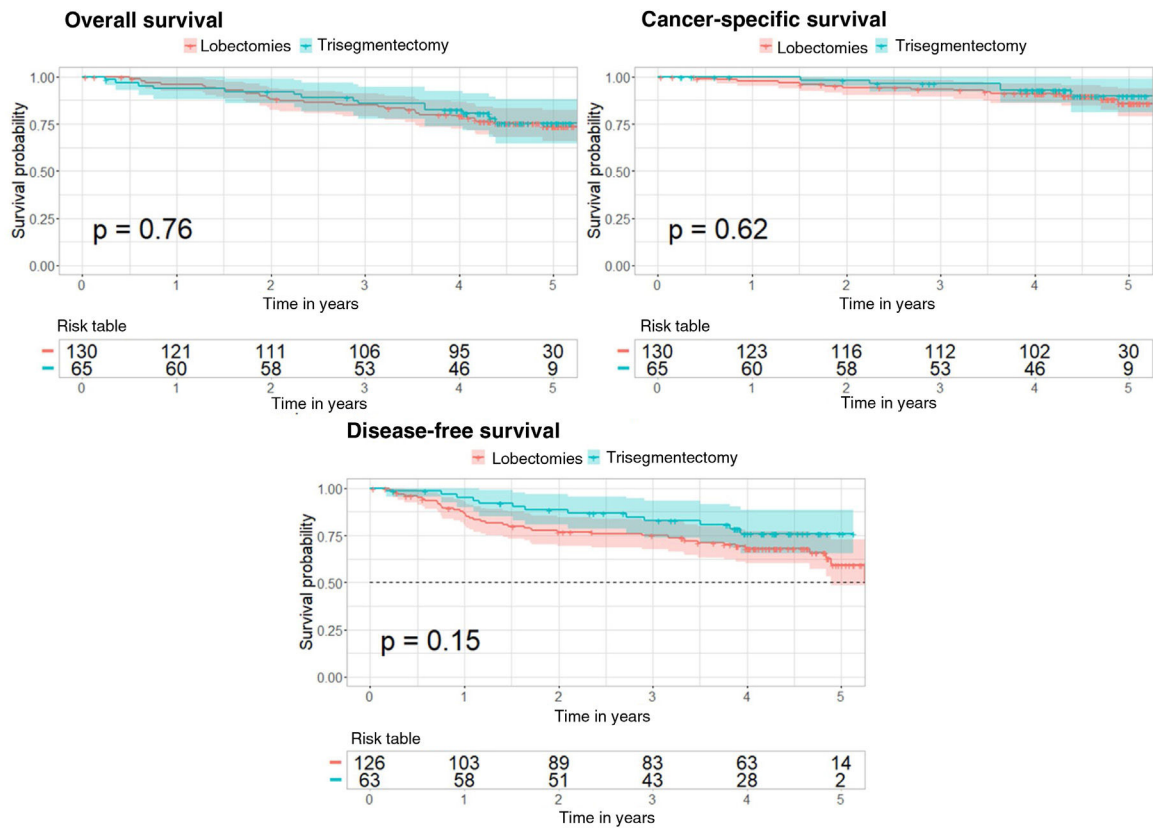 Overall survival
Lobectomies Trisegmentectomy
Survival probability
1.00
0.75
0.50
0.25
0.00
p = 0.76
0 1 2 3 4 5
Time in years
Risk table
130 121 111 106 95 30
65 60 58 53 46 9
0 1 2 3 4 5
Time in years
Cancer-specific survival
Lobectomies Trisegmentectomy
Survival probability
1.00
0.75
0.50
0.25
0.00
p = 0.62
0 1 2 3 4 5
Time in years
Risk table
130 123 116 112 102 30
65 60 58 53 46 9
0 1 2 3 4 5
Time in years
Disease-free survival
Lobectomies Trisegmentectomy
Survival probability
1.00
0.75
0.50
0.25
0.00
p = 0.15
0 1 2 3 4 5
Time in years
Risk table
126 103 89 83 63 14
63 58 51 43 28 2
0 1 2 3 4 5
Time in years